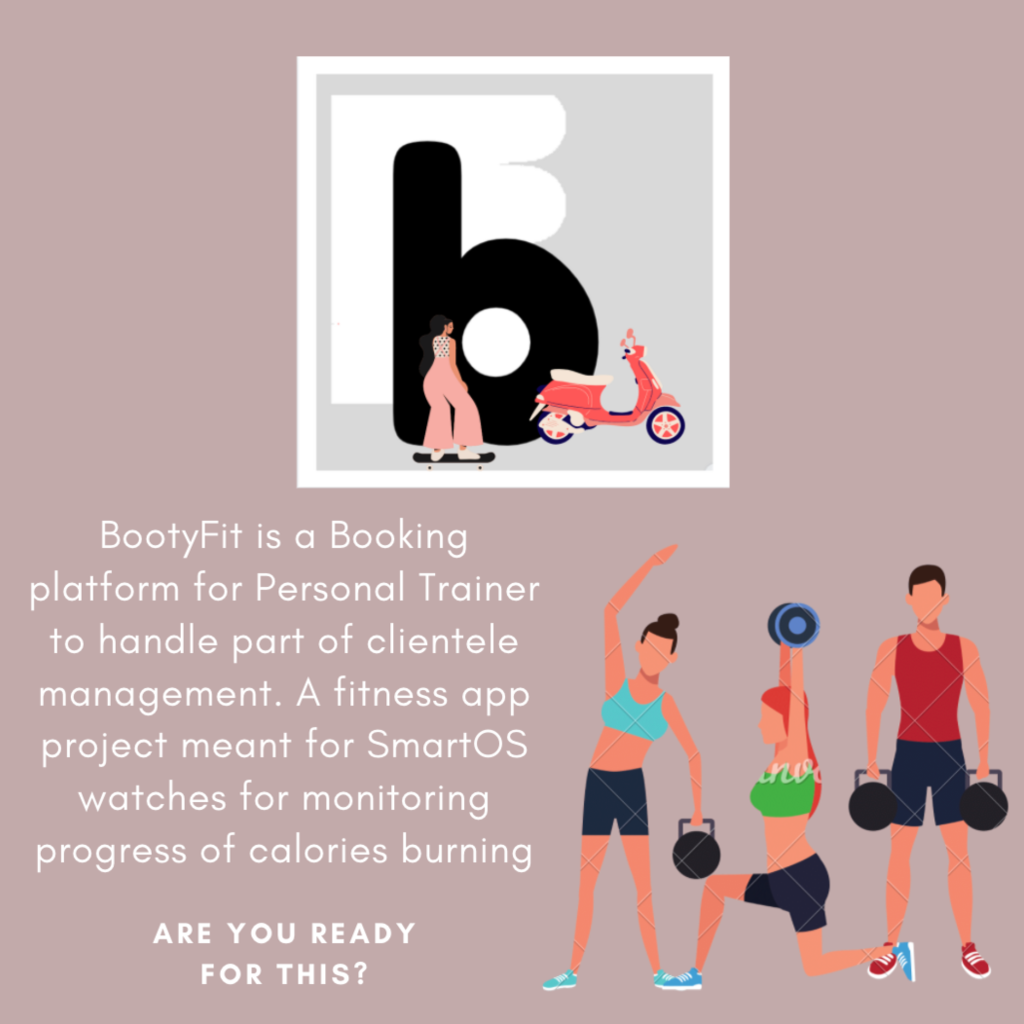 b
BootyFit is a Booking
platform for Personal Trainer
to handle part of clientele
management. A fitness app
project meant for SmartOS
watches for monitoring
progress of calories burning
ARE YOU READY
FOR THIS?